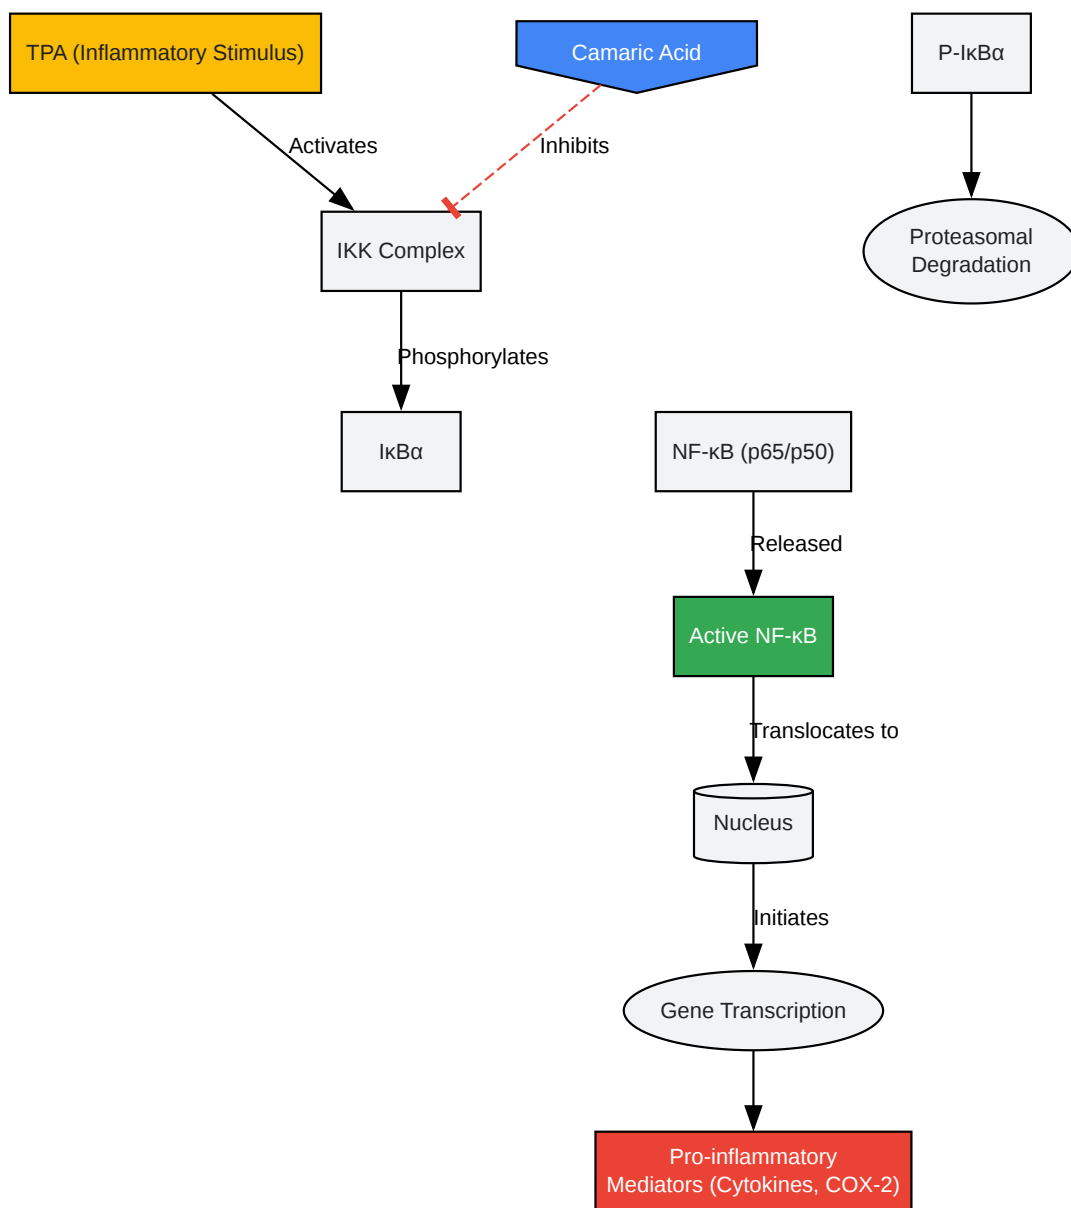 TPA (Inflammatory Stimulus)
Camaric Acid
P-IκBα
Activates
Inhibits
IKK Complex
Proteasomal
Degradation
Phosphorylates
IκBα
NF-κB (p65/p50)
Released
Active NF-κB
Translocates to
Nucleus
Initiates
Gene Transcription
Pro-inflammatory
Mediators (Cytokines, COX-2)